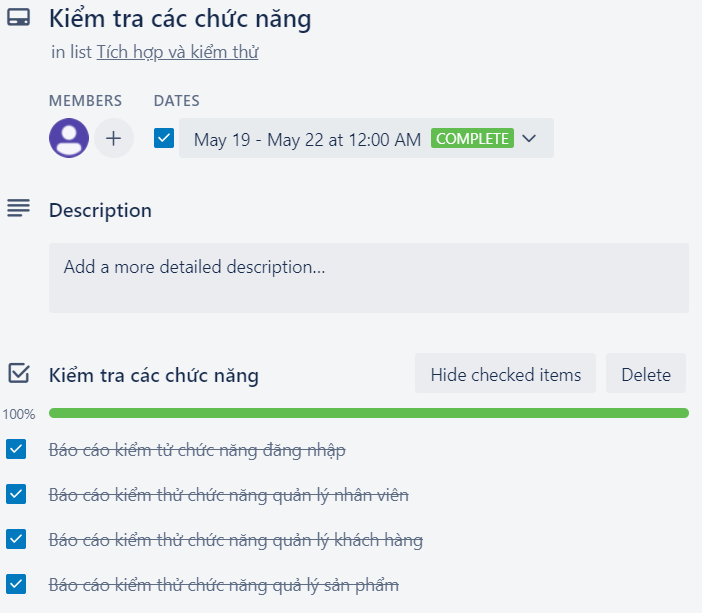 Kiểm tra các chức năng
in list Tích hợp và kiểm thử
MEMBERS DATES
May 19 - May 22 at 12:00 AM COMPLETE
Description
Add a more detailed description...
Kiểm tra các chức năng Hide checked items Delete
100%
Báo cáo kiểm tử chức năng đăng nhập
Báo cáo kiểm thử chức năng quản lý nhân viên
Báo cáo kiểm thử chức năng quản lý khách hàng
Báo cáo kiểm thử chức năng quả lý sản phẩm